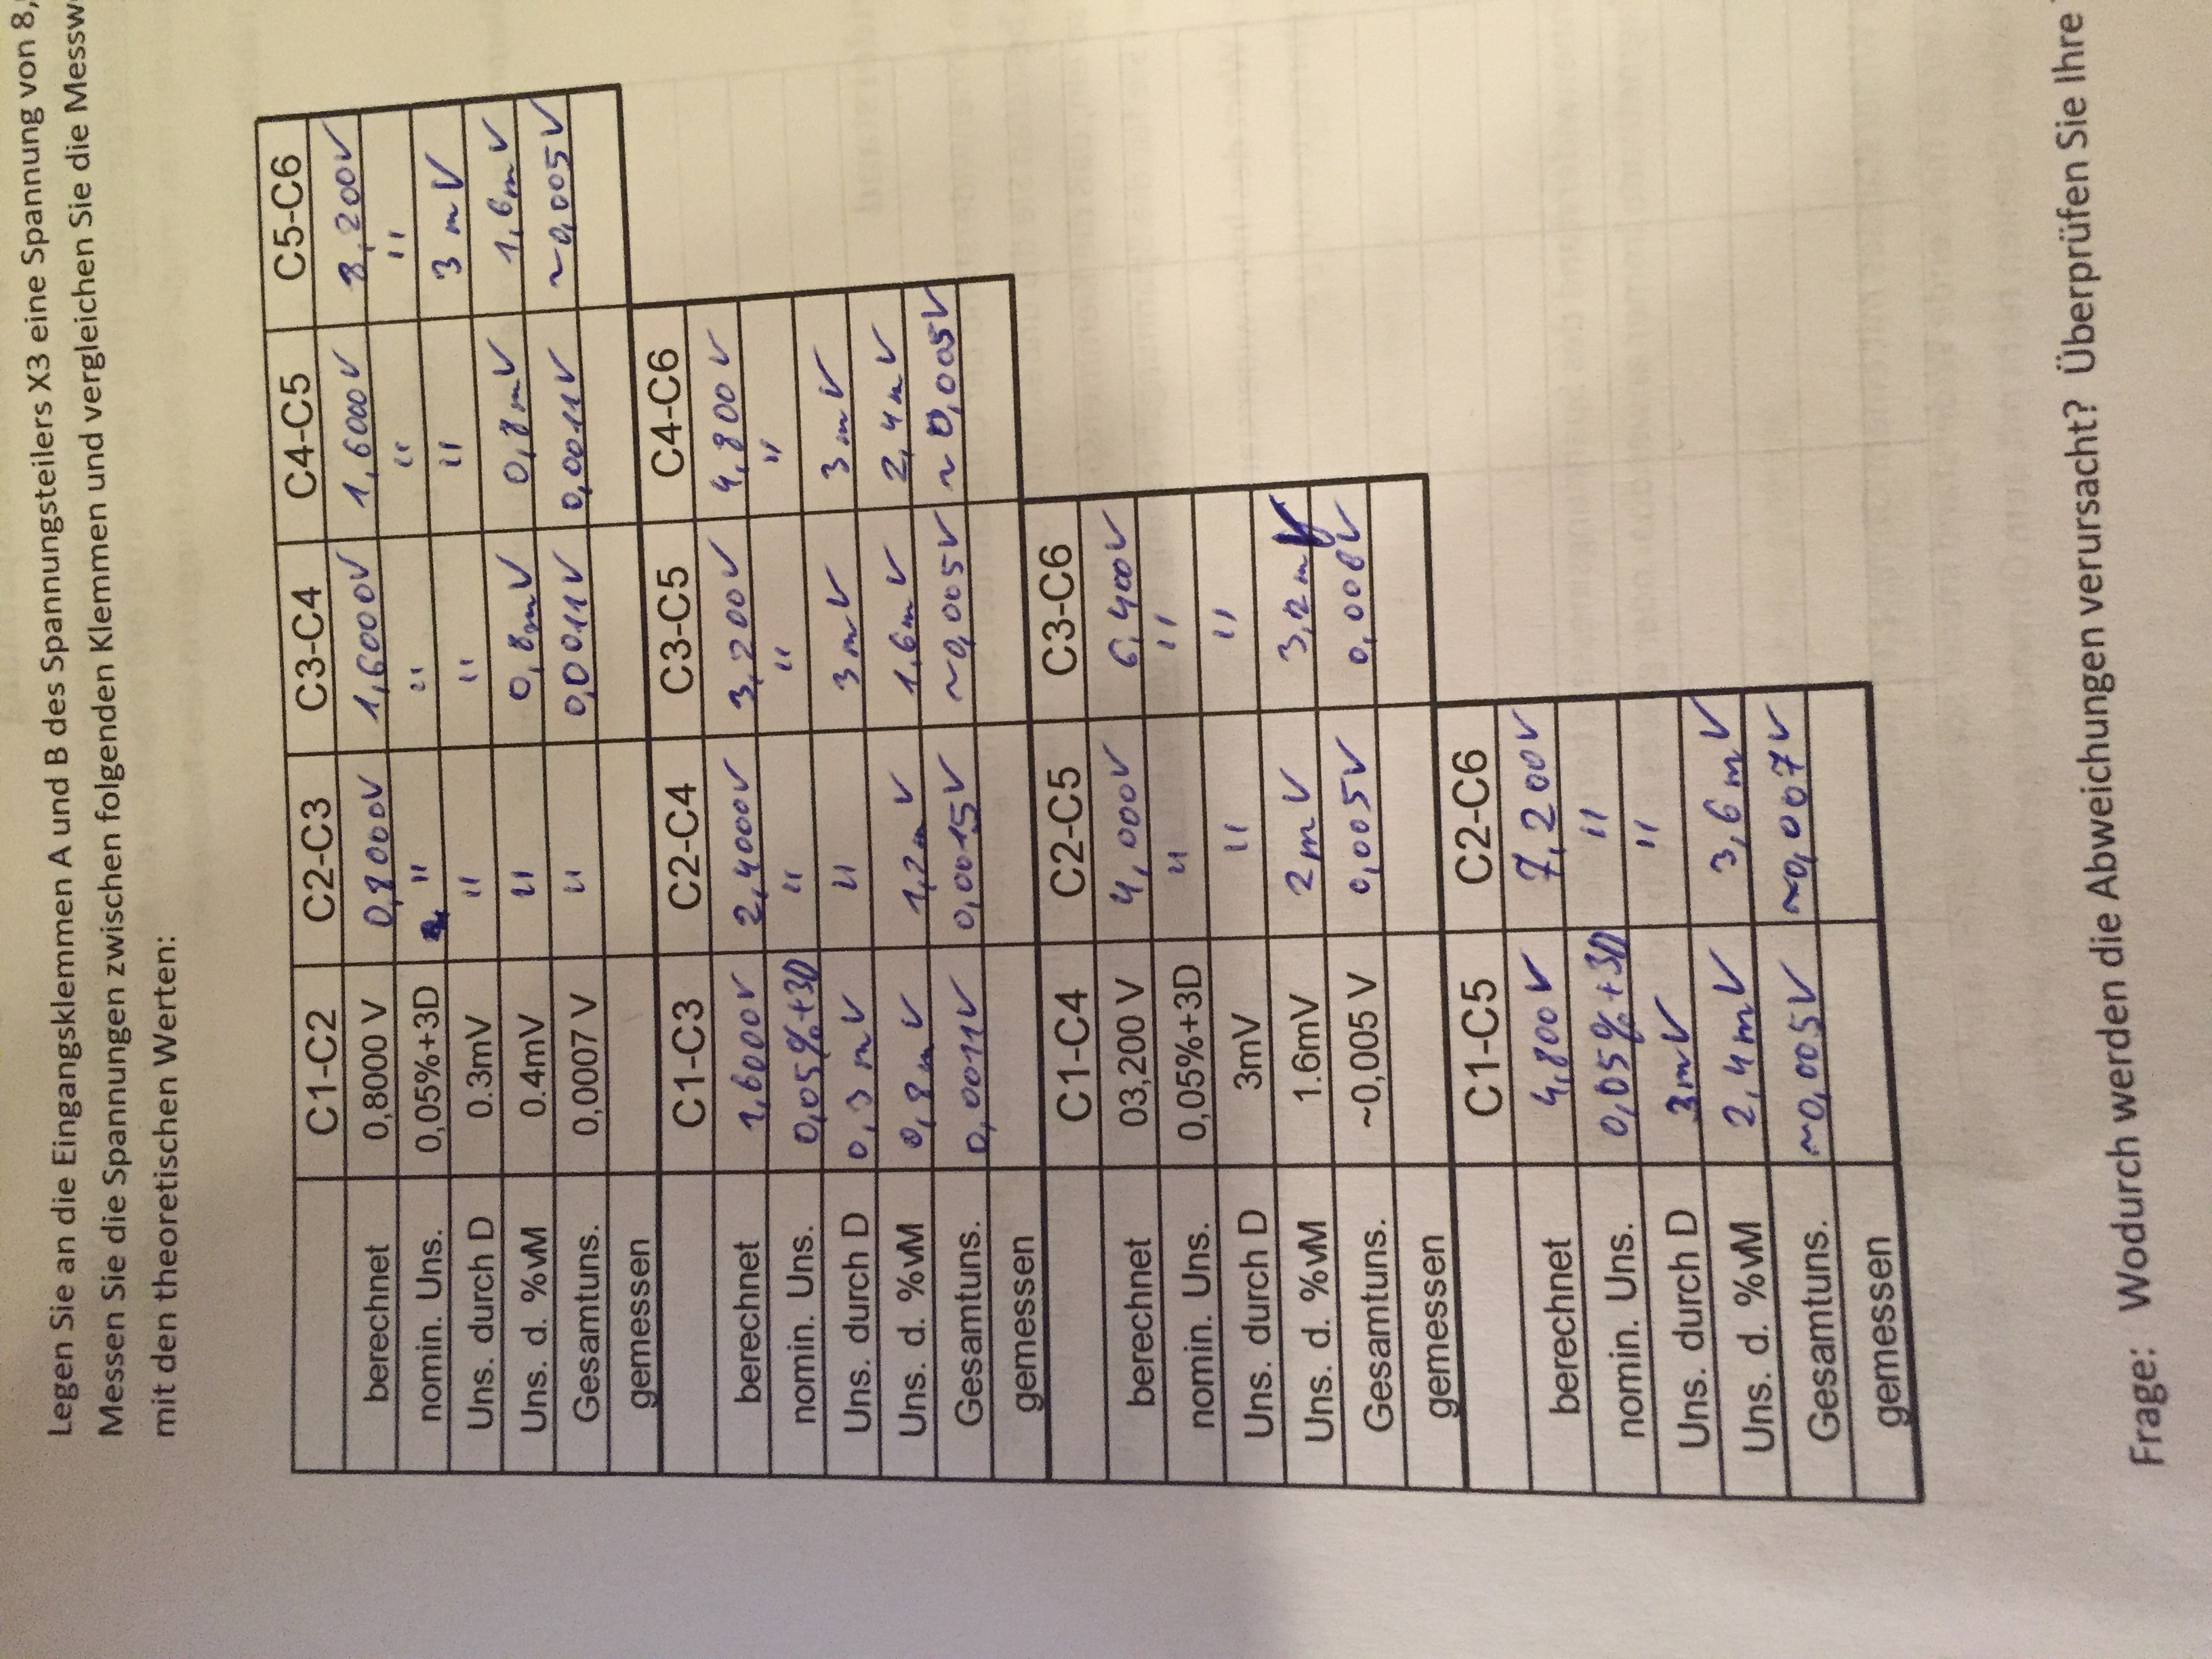 Legen Sie an die Eingangsklemmen A und B des Spannungsteilers X3 eine Spannung von 8,
Messen Sie die Spannungen zwischen folgenden Klemmen und vergleichen Sie die Messw
mit den theoretischen Werten:
C1-C2 C2-C3 C3-C4 C4-C5 C5-C6
berechnet 0,8000 V 0,8000V 1,6000V 1,6000V 3,200V
nomin. Uns. 0,05%+3D " " " "
Uns. durch D 0.3mV " " " 3mV
Uns. d. %vM 0.4mV " 0,8mV 0,8mV 1,6mV
Gesamtuns. 0,0007 V " 0,0011V 0,0011V ~0,005V
gemessen
C1-C3 C2-C4 C3-C5 C4-C6
berechnet 1,6000V 2,4000V 3,200V 4,800V
nomin. Uns. 0,05%+3D " " "
Uns. durch D 0,3mV " 3mV 3mV
Uns. d. %vM 0,8mV 1,2mV 1,6mV 2,4mV
Gesamtuns. 0,0011V 0,0015V ~0,005V ~0,005V
gemessen
C1-C4 C2-C5 C3-C6
berechnet 03,200 V 4,000V 6,400V
nomin. Uns. 0,05%+3D " "
Uns. durch D 3mV " "
Uns. d. %vM 1.6mV 2mV 3,2mV
Gesamtuns. ~0,005 V 0,005V 0,006V
gemessen
C1-C5 C2-C6
berechnet 4,800V 7,200V
nomin. Uns. 0,05%+3D "
Uns. durch D 3mV "
Uns. d. %vM 2,4mV 3,6mV
Gesamtuns. ~0,005V ~0,007V
gemessen
Frage: Wodurch werden die Abweichungen verursacht? Überprüfen Sie Ihre